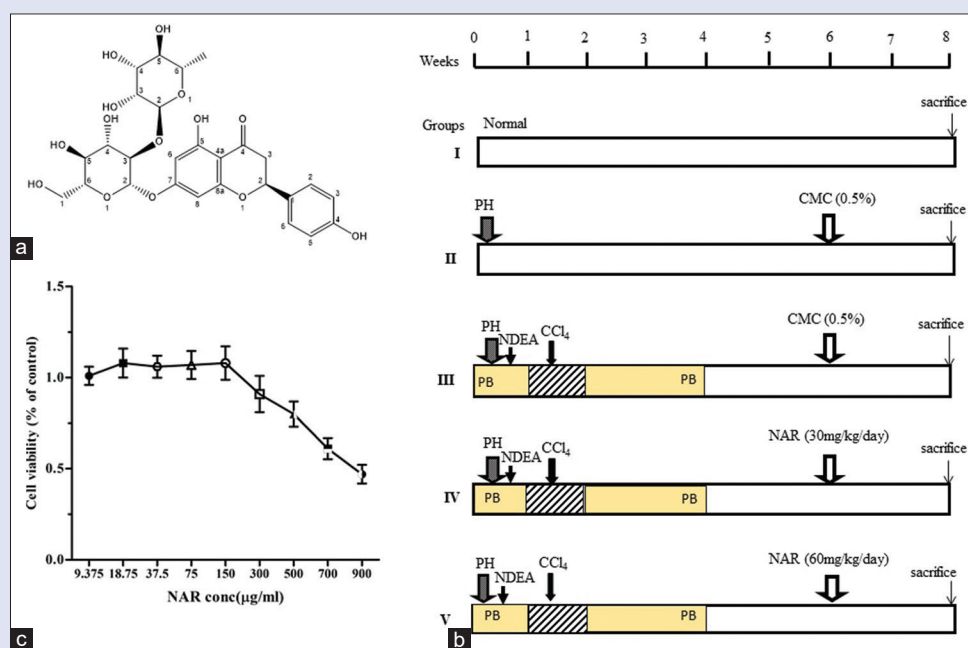 OH
HO
5
4
6
HO
3
O
1
2
HO
OH
O
OH
O
HO
4
5
3
5
4
6
4a
3
6
2
HO
O
1
O
7
8
8a
O
1
2
1
2
3
4
5
6
OH
1
a
Weeks
0 1 2 3 4 5 6 7 8
sacrifice
Groups
Normal
I
PH
CMC (0.5%)
sacrifice
II
PH
NDEA
CCl4
CMC (0.5%)
sacrifice
III
PB
PB
PH
NDEA
CCl4
NAR (30mg/kg/day)
sacrifice
IV
PB
PB
PH
NDEA
CCl4
NAR (60mg/kg/day)
sacrifice
V
PB
PB
b
Cell viability (% of control)
1.5
1.0
0.5
0.0
9.375 18.75 37.5 75 150 300 500 700 900
NAR conc(μg/ml)
c